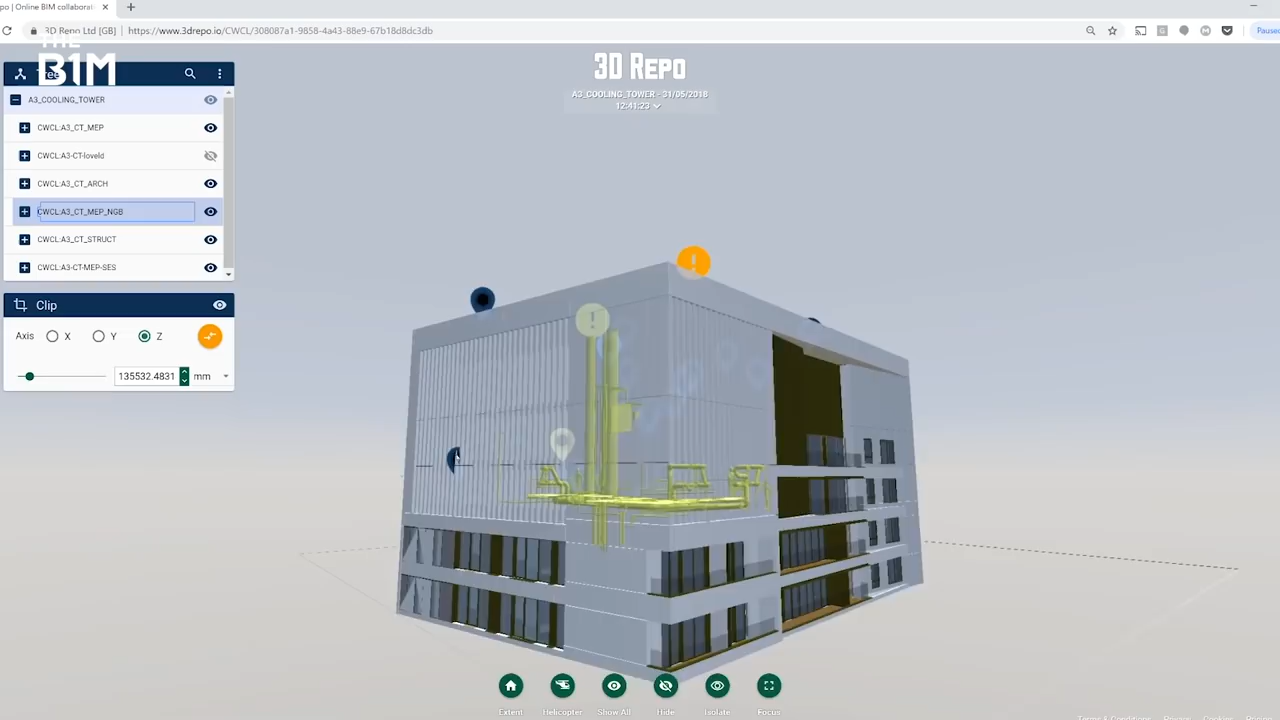 3D Repo Ltd [GB] | https://www.3drepo.io/CWCL/308087a1-9858-4a43-88e9-67b18d8dc3db
Paused
THE
B1M
3D REPO
A3_COOLING_TOWER - 31/05/2018
12:41:23
A3_COOLING_TOWER
CWCL:A3_CT_MEP
CWCL:A3-CT-loveld
CWCL:A3_CT_ARCH
CWCL:A3_CT_MEP_NGB
CWCL:A3_CT_STRUCT
CWCL:A3-CT-MEP-SES
Clip
Axis X Y Z
135532.4831 mm
Extent Helicopter Show All Hide Isolate Focus